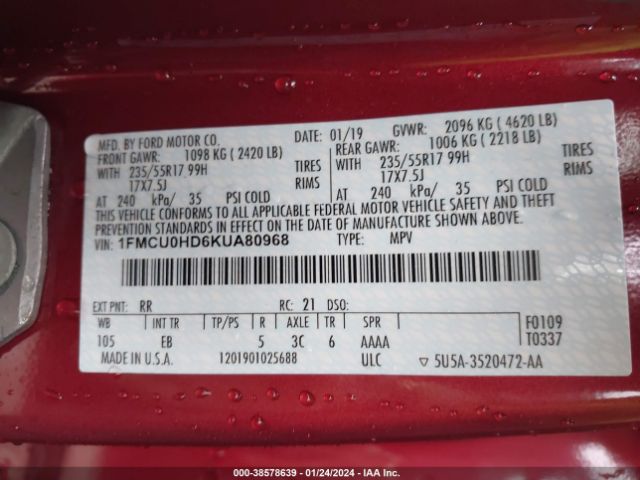 MFD. BY FORD MOTOR CO.
DATE: 01/19 GVWR: 2096 KG ( 4620 LB)
FRONT GAWR: 1098 KG ( 2420 LB)
REAR GAWR: 1006 KG ( 2218 LB)
WITH 235/55R17 99H TIRES
WITH 235/55R17 99H TIRES
17X7.5J RIMS
17X7.5J RIMS
AT 240 kPa/ 35 PSI COLD
AT 240 kPa/ 35 PSI COLD
THIS VEHICLE CONFORMS TO ALL APPLICABLE FEDERAL MOTOR VEHICLE SAFETY AND THEFT
PREVENTION STANDARDS IN EFFECT ON THE DATE OF MANUFACTURE SHOWN ABOVE.
VIN: 1FMCU0HD6KUA80968 TYPE: MPV
EXT PNT: RR RC: 21 DSO:
WB INT TR TP/PS R AXLE TR SPR F0109
105 EB 5 3C 6 AAAA T0337
MADE IN U.S.A. 1201901025688 ULC ▽ 5U5A-3520472-AA
000-38578639 - 01/24/2024 - IAA Inc.